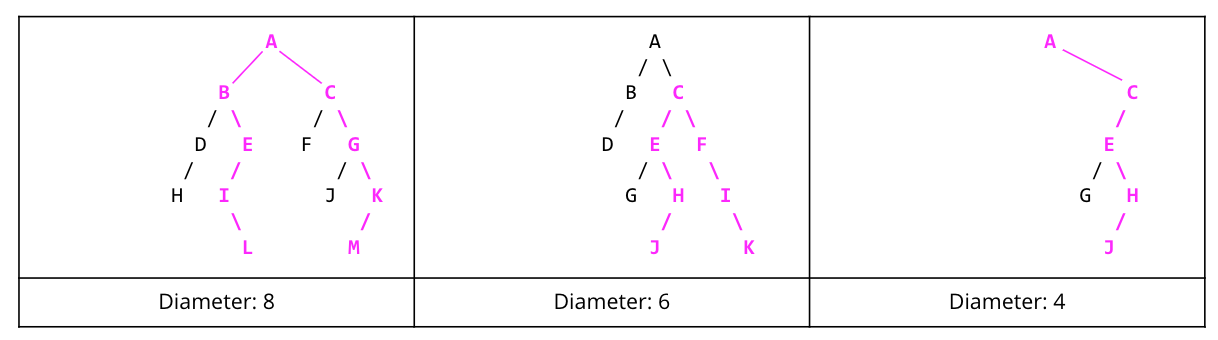 A
B C
D E F G
H I J K
L M
Diameter: 8
A
B C
D E F
G H I
J K
Diameter: 6
A
C
E
G H
J
Diameter: 4